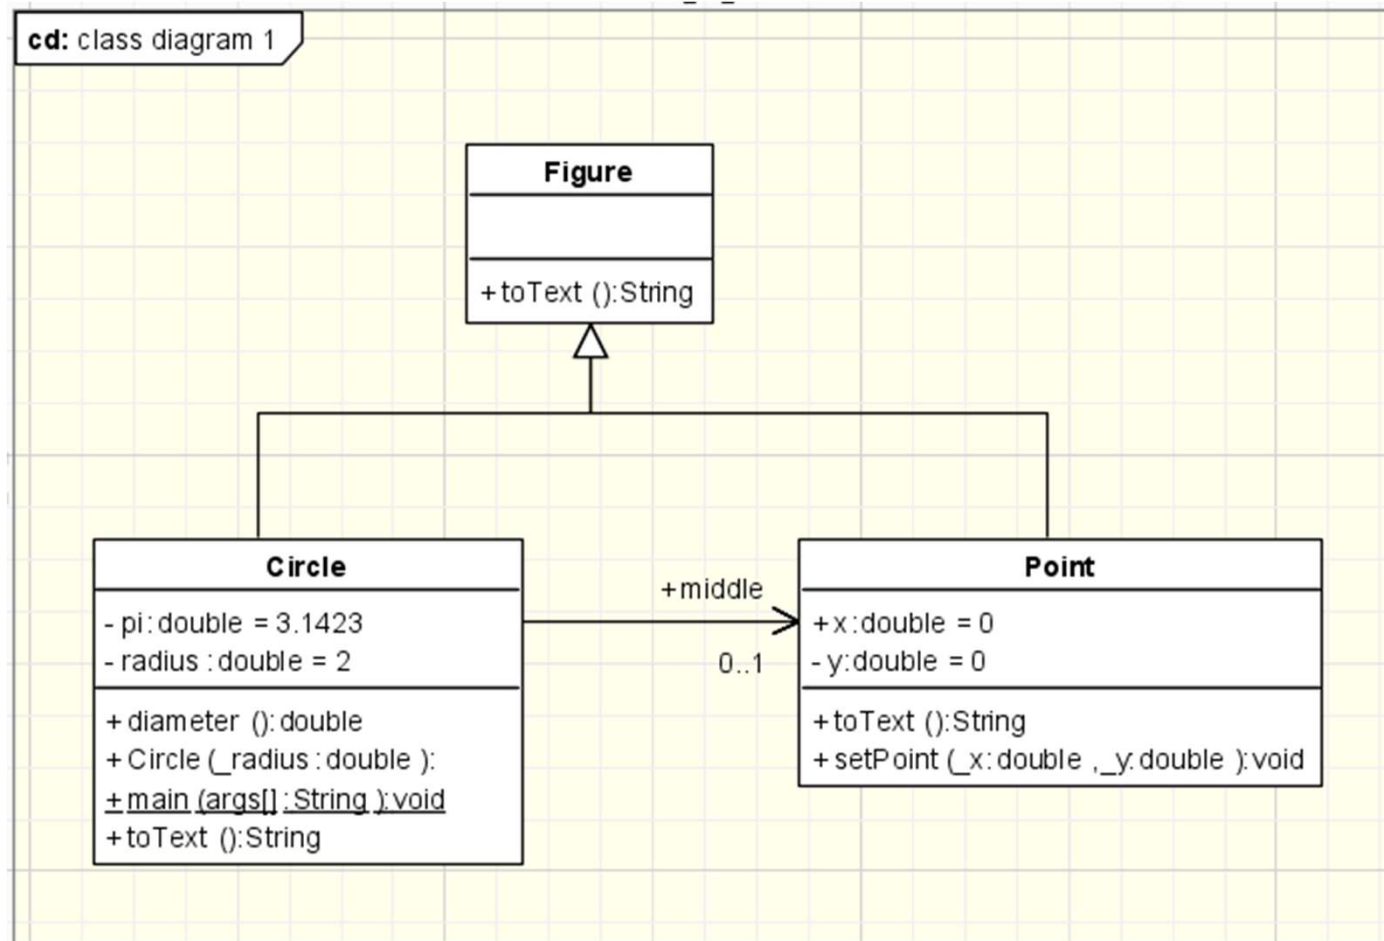 cd: class diagram 1
Figure
+toText ():String
Circle
- pi:double = 3.1423
- radius :double = 2
+diameter ():double
+Circle (_radius :double ):
+main (args[] :String ):void
+toText ():String
+middle
0..1
Point
+x:double = 0
- y:double = 0
+toText ():String
+setPoint (_x:double ,_y:double ):void